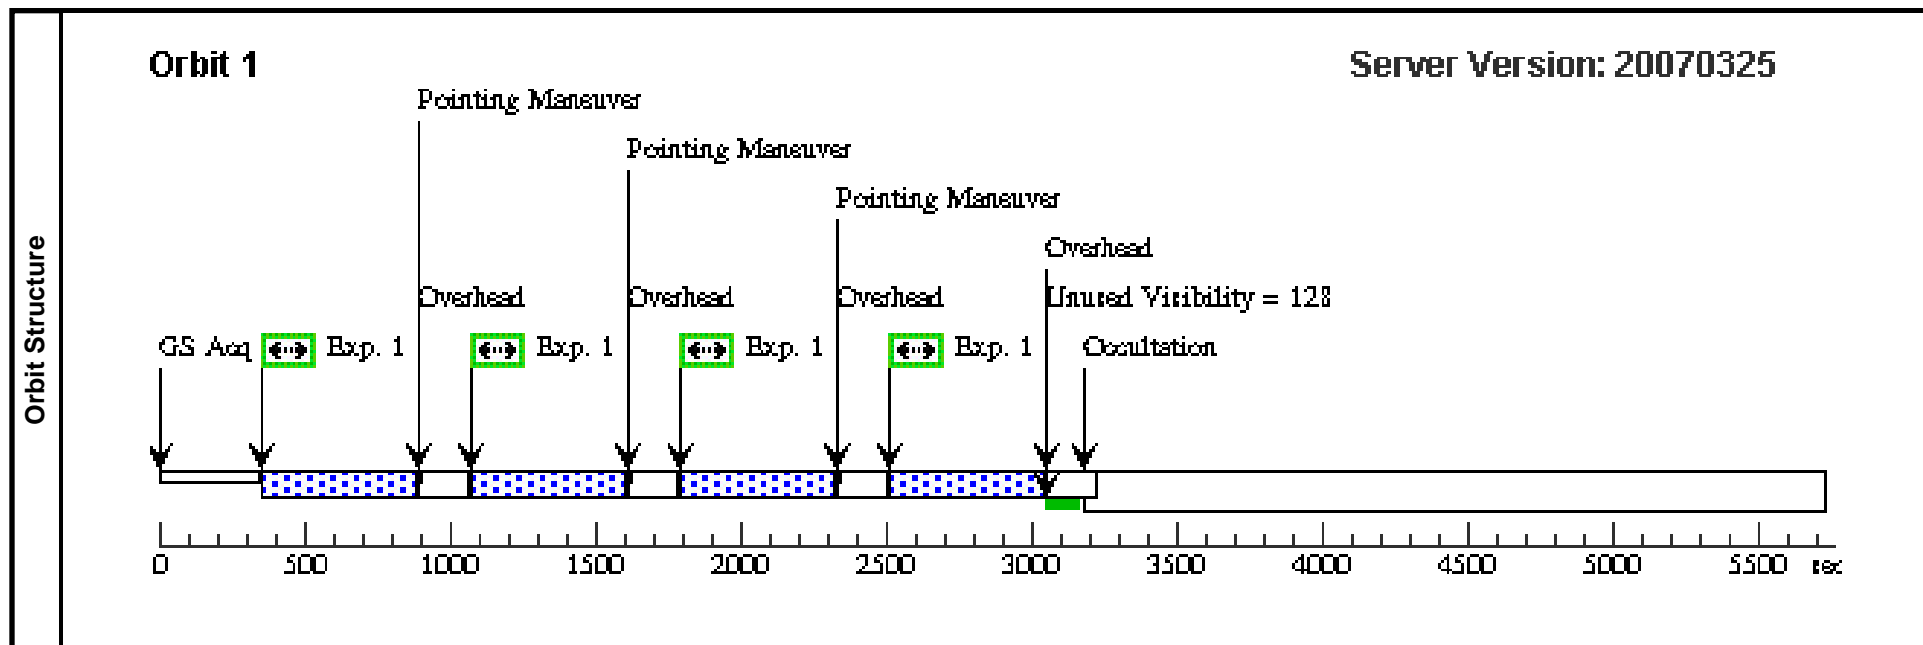 Orbit Structure
Orbit 1
Server Version: 20070325
Pointing Maneuver
Pointing Maneuver
Pointing Maneuver
Overhead
Overhead Overhead Overhead Unused Visibility = 128
GS Acq Exp. 1 Exp. 1 Exp. 1 Exp. 1 Occultation
0 500 1000 1500 2000 2500 3000 3500 4000 4500 5000 5500 sec